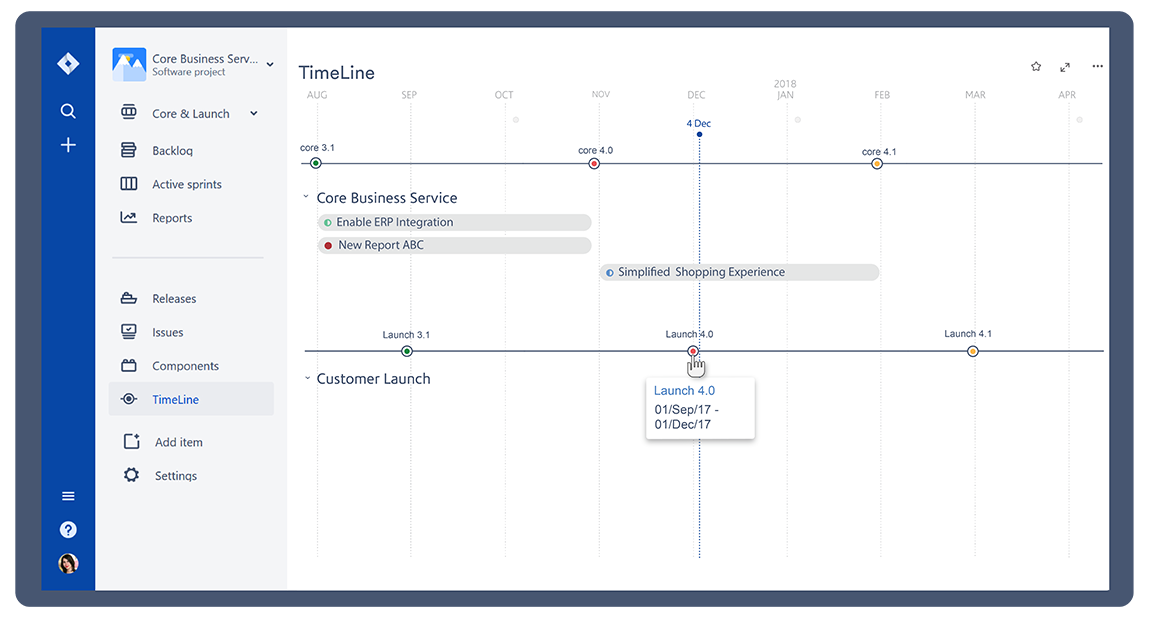 Core Business Serv...
Software project
Core & Launch
Backlog
Active sprints
Reports
Releases
Issues
Components
TimeLine
Add item
Settings
TimeLine
2018
AUG SEP OCT NOV DEC JAN FEB MAR APR
4 Dec
core 3.1 core 4.0 core 4.1
Core Business Service
Enable ERP Integration
New Report ABC
Simplified Shopping Experience
Launch 3.1 Launch 4.0 Launch 4.1
Customer Launch
Launch 4.0
01/Sep/17 -
01/Dec/17